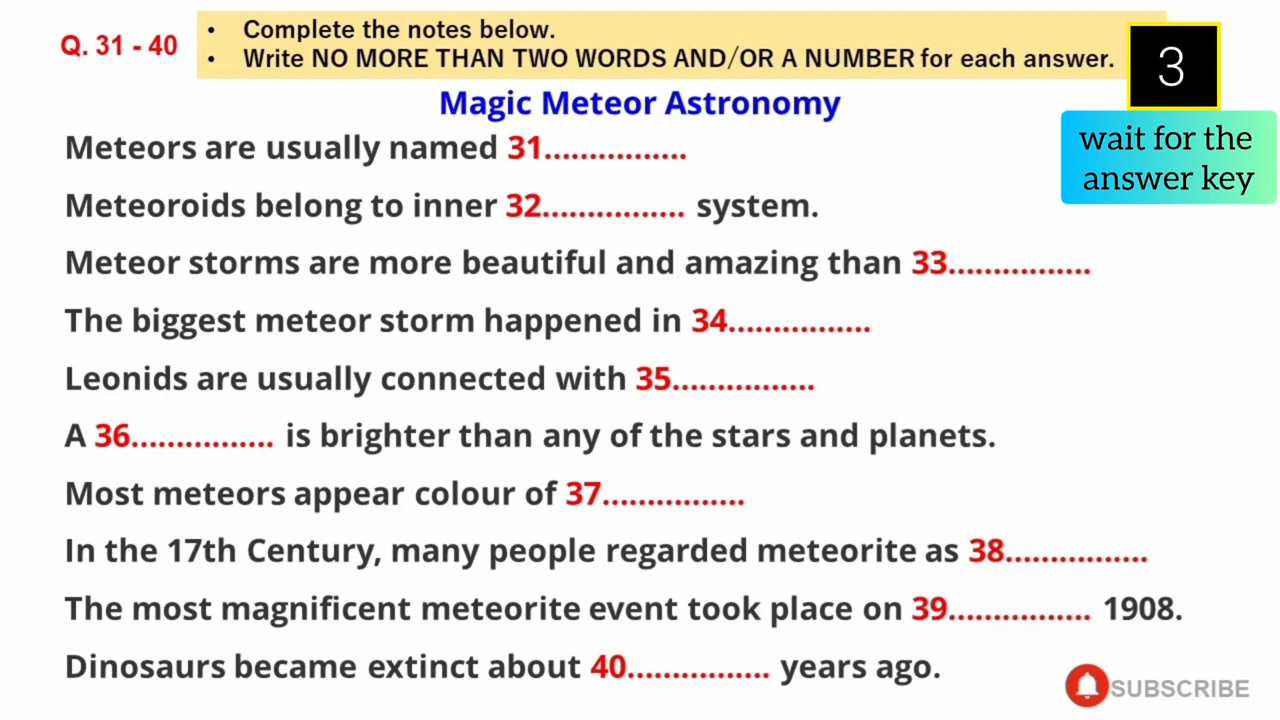 Q. 31 - 40
• Complete the notes below.
• Write NO MORE THAN TWO WORDS AND/OR A NUMBER for each answer.
3
wait for the
answer key
Magic Meteor Astronomy
Meteors are usually named 31................
Meteoroids belong to inner 32................ system.
Meteor storms are more beautiful and amazing than 33................
The biggest meteor storm happened in 34................
Leonids are usually connected with 35................
A 36................ is brighter than any of the stars and planets.
Most meteors appear colour of 37................
In the 17th Century, many people regarded meteorite as 38................
The most magnificent meteorite event took place on 39................ 1908.
Dinosaurs became extinct about 40................ years ago.
SUBSCRIBE